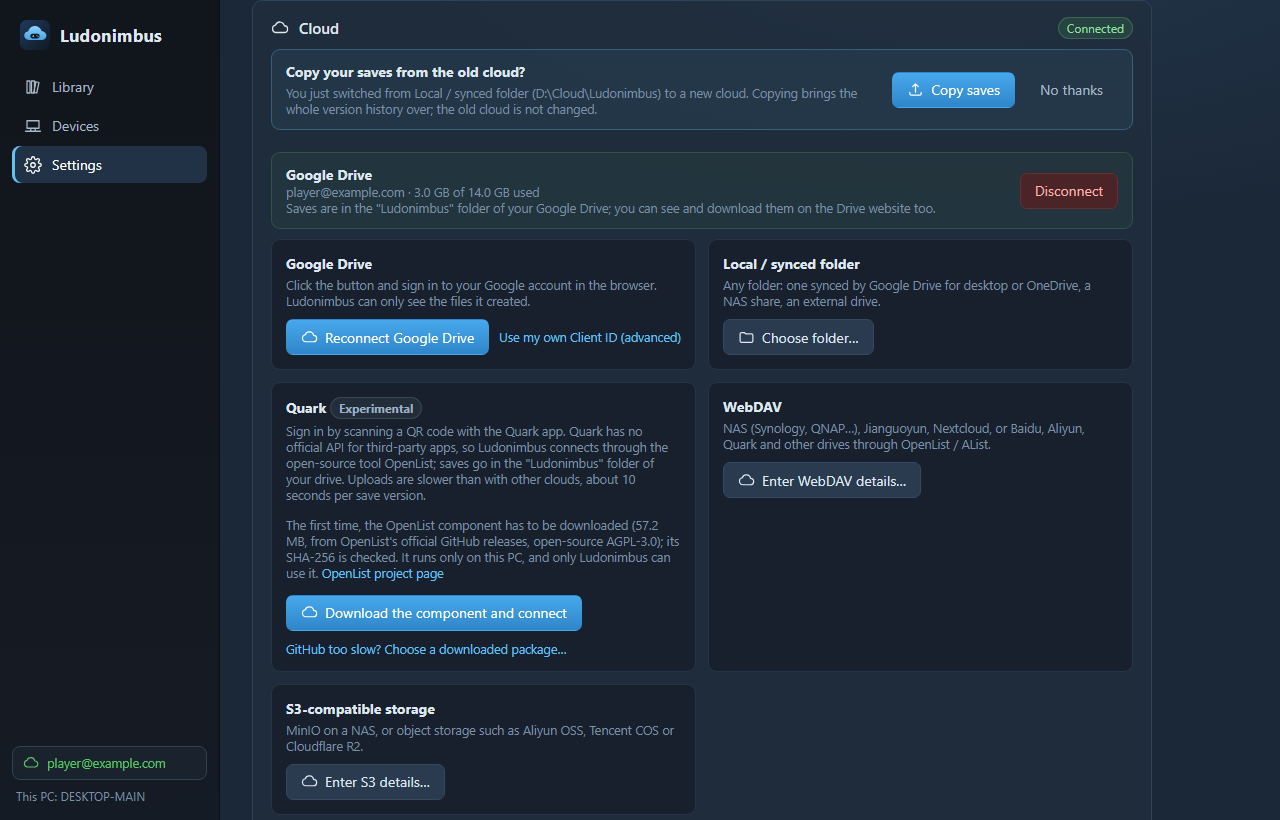 Ludonimbus
Library
Devices
Settings
player@example.com
This PC: DESKTOP-MAIN
Cloud
Connected
Copy your saves from the old cloud?
You just switched from Local / synced folder (D:\Cloud\Ludonimbus) to a new cloud. Copying brings the
whole version history over; the old cloud is not changed.
Copy saves
No thanks
Google Drive
player@example.com · 3.0 GB of 14.0 GB used
Saves are in the "Ludonimbus" folder of your Google Drive; you can see and download them on the Drive website too.
Disconnect
Google Drive
Click the button and sign in to your Google account in the browser.
Ludonimbus can only see the files it created.
Reconnect Google Drive
Use my own Client ID (advanced)
Local / synced folder
Any folder: one synced by Google Drive for desktop or OneDrive, a
NAS share, an external drive.
Choose folder...
Quark Experimental
Sign in by scanning a QR code with the Quark app. Quark has no
official API for third-party apps, so Ludonimbus connects through the
open-source tool OpenList; saves go in the "Ludonimbus" folder of
your drive. Uploads are slower than with other clouds, about 10
seconds per save version.
The first time, the OpenList component has to be downloaded (57.2
MB, from OpenList's official GitHub releases, open-source AGPL-3.0); its
SHA-256 is checked. It runs only on this PC, and only Ludonimbus can
use it. OpenList project page
Download the component and connect
GitHub too slow? Choose a downloaded package...
WebDAV
NAS (Synology, QNAP...), Jianguoyun, Nextcloud, or Baidu, Aliyun,
Quark and other drives through OpenList / AList.
Enter WebDAV details...
S3-compatible storage
MinIO on a NAS, or object storage such as Aliyun OSS, Tencent COS or
Cloudflare R2.
Enter S3 details...